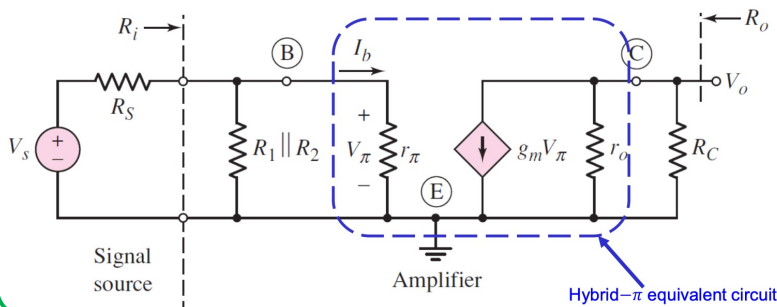 R_i
R_o
B
I_b
C
V_o
R_S
+
V_s
+
−
R_1 || R_2
V_π
r_π
g_mV_π
r_o
R_C
−
E
Signal
source
Amplifier
Hybrid−π equivalent circuit